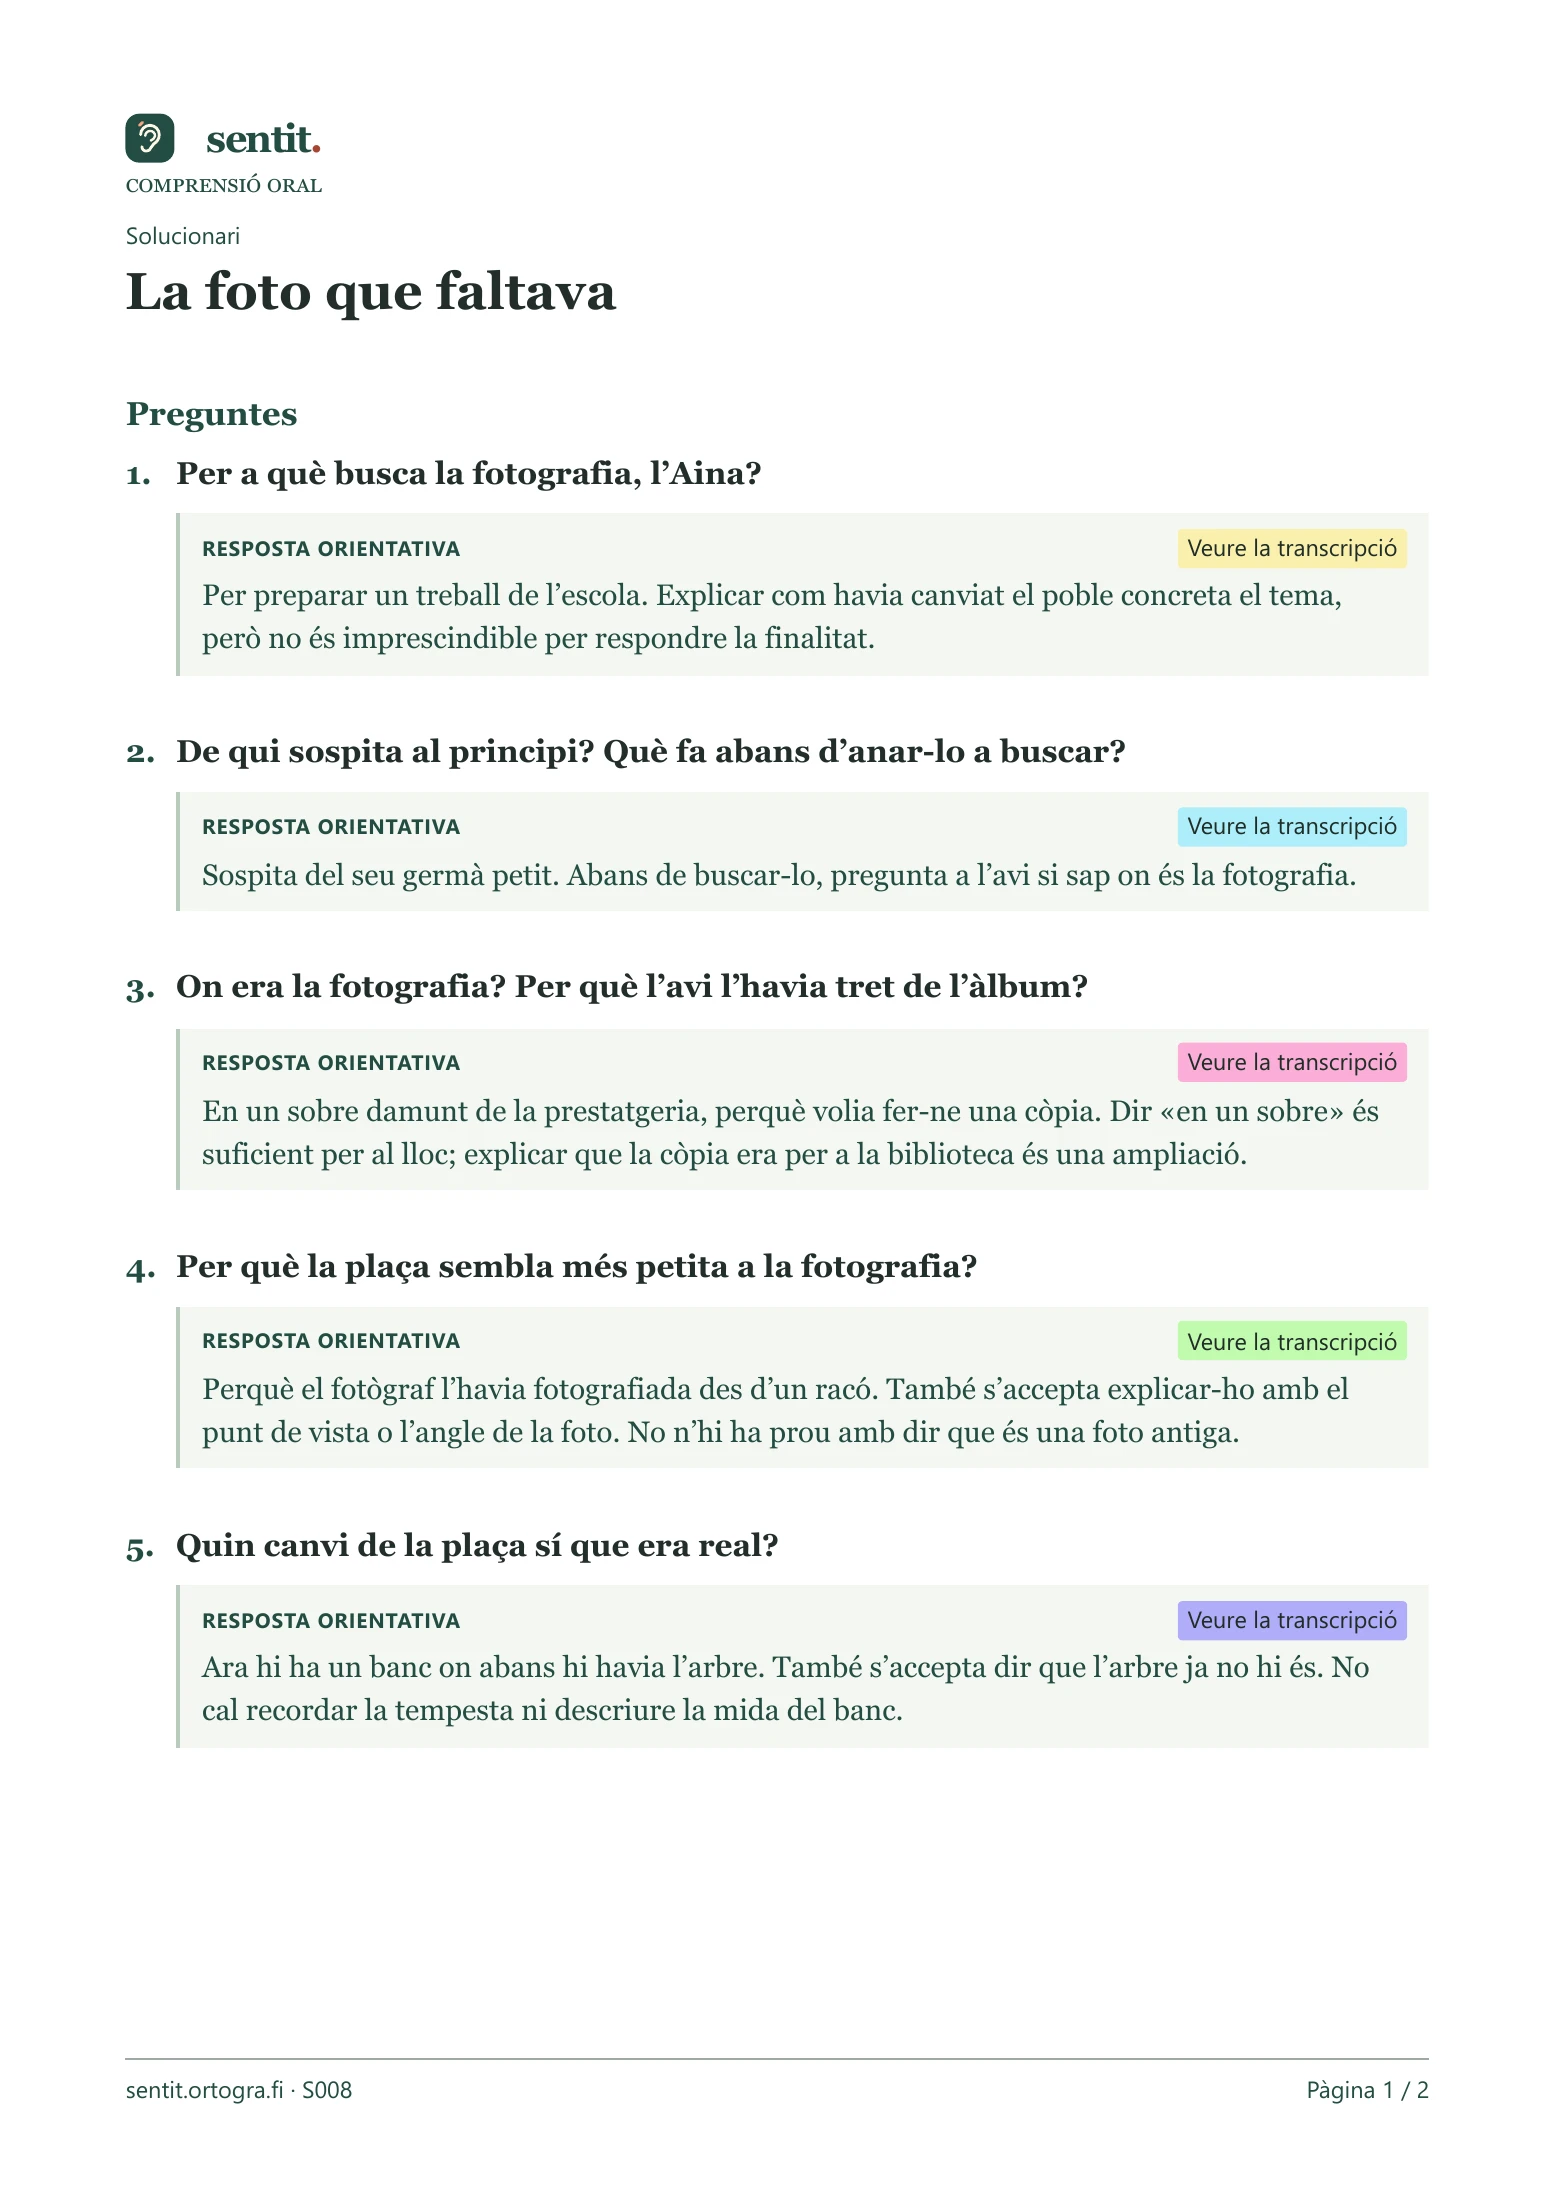 sentit.
COMPRENSIÓ ORAL
Solucionari
La foto que faltava
Preguntes
1. Per a què busca la fotografia, l’Aina?
RESPOSTA ORIENTATIVA Veure la transcripció
Per preparar un treball de l’escola. Explicar com havia canviat el poble concreta el tema,
però no és imprescindible per respondre la finalitat.
2. De qui sospita al principi? Què fa abans d’anar-lo a buscar?
RESPOSTA ORIENTATIVA Veure la transcripció
Sospita del seu germà petit. Abans de buscar-lo, pregunta a l’avi si sap on és la fotografia.
3. On era la fotografia? Per què l’avi l’havia tret de l’àlbum?
RESPOSTA ORIENTATIVA Veure la transcripció
En un sobre damunt de la prestatgeria, perquè volia fer-ne una còpia. Dir «en un sobre» és
suficient per al lloc; explicar que la còpia era per a la biblioteca és una ampliació.
4. Per què la plaça sembla més petita a la fotografia?
RESPOSTA ORIENTATIVA Veure la transcripció
Perquè el fotògraf l’havia fotografiada des d’un racó. També s’accepta explicar-ho amb el
punt de vista o l’angle de la foto. No n’hi ha prou amb dir que és una foto antiga.
5. Quin canvi de la plaça sí que era real?
RESPOSTA ORIENTATIVA Veure la transcripció
Ara hi ha un banc on abans hi havia l’arbre. També s’accepta dir que l’arbre ja no hi és. No
cal recordar la tempesta ni descriure la mida del banc.
sentit.ortogra.fi · S008 Pàgina 1 / 2